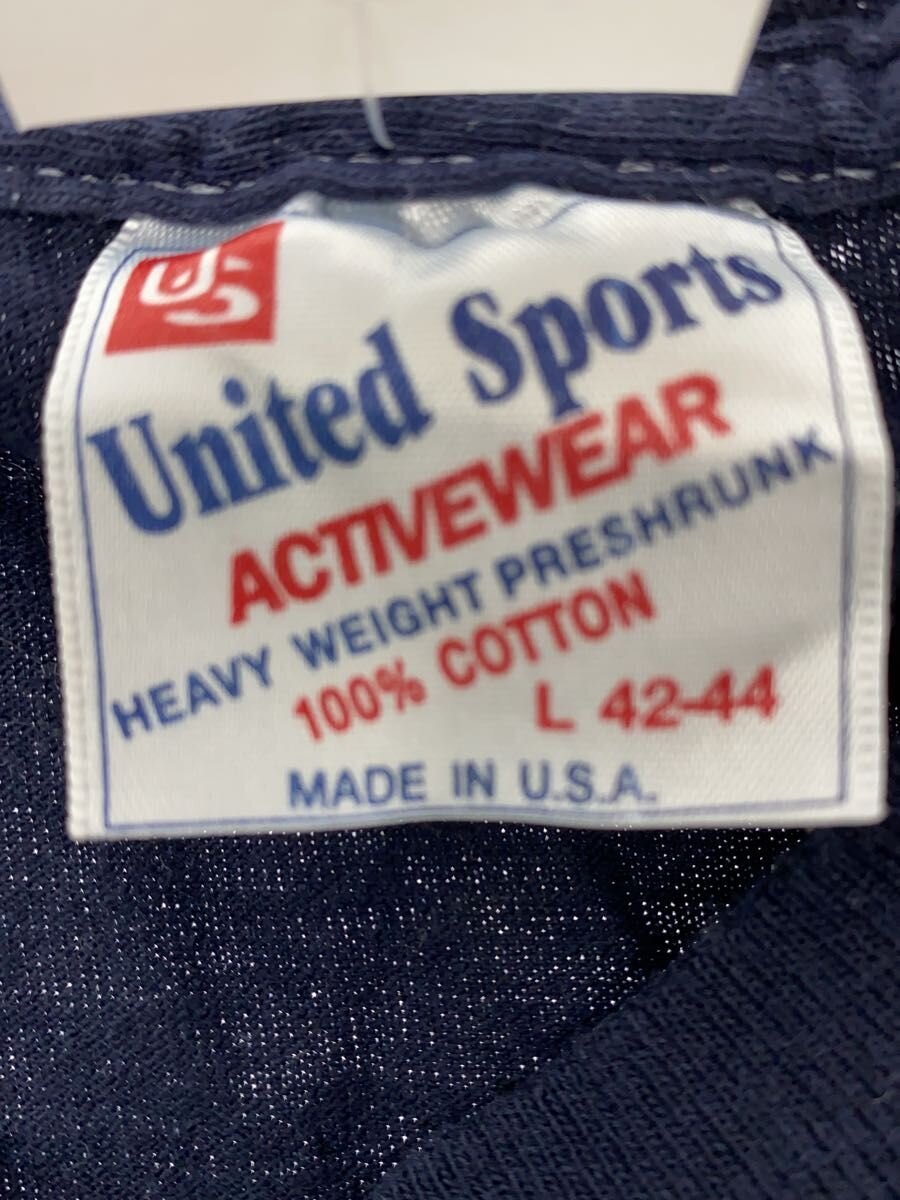 US
United Sports
ACTIVEWEAR
HEAVY WEIGHT PRESHRUNK
100% COTTON
L 42-44
MADE IN U.S.A.